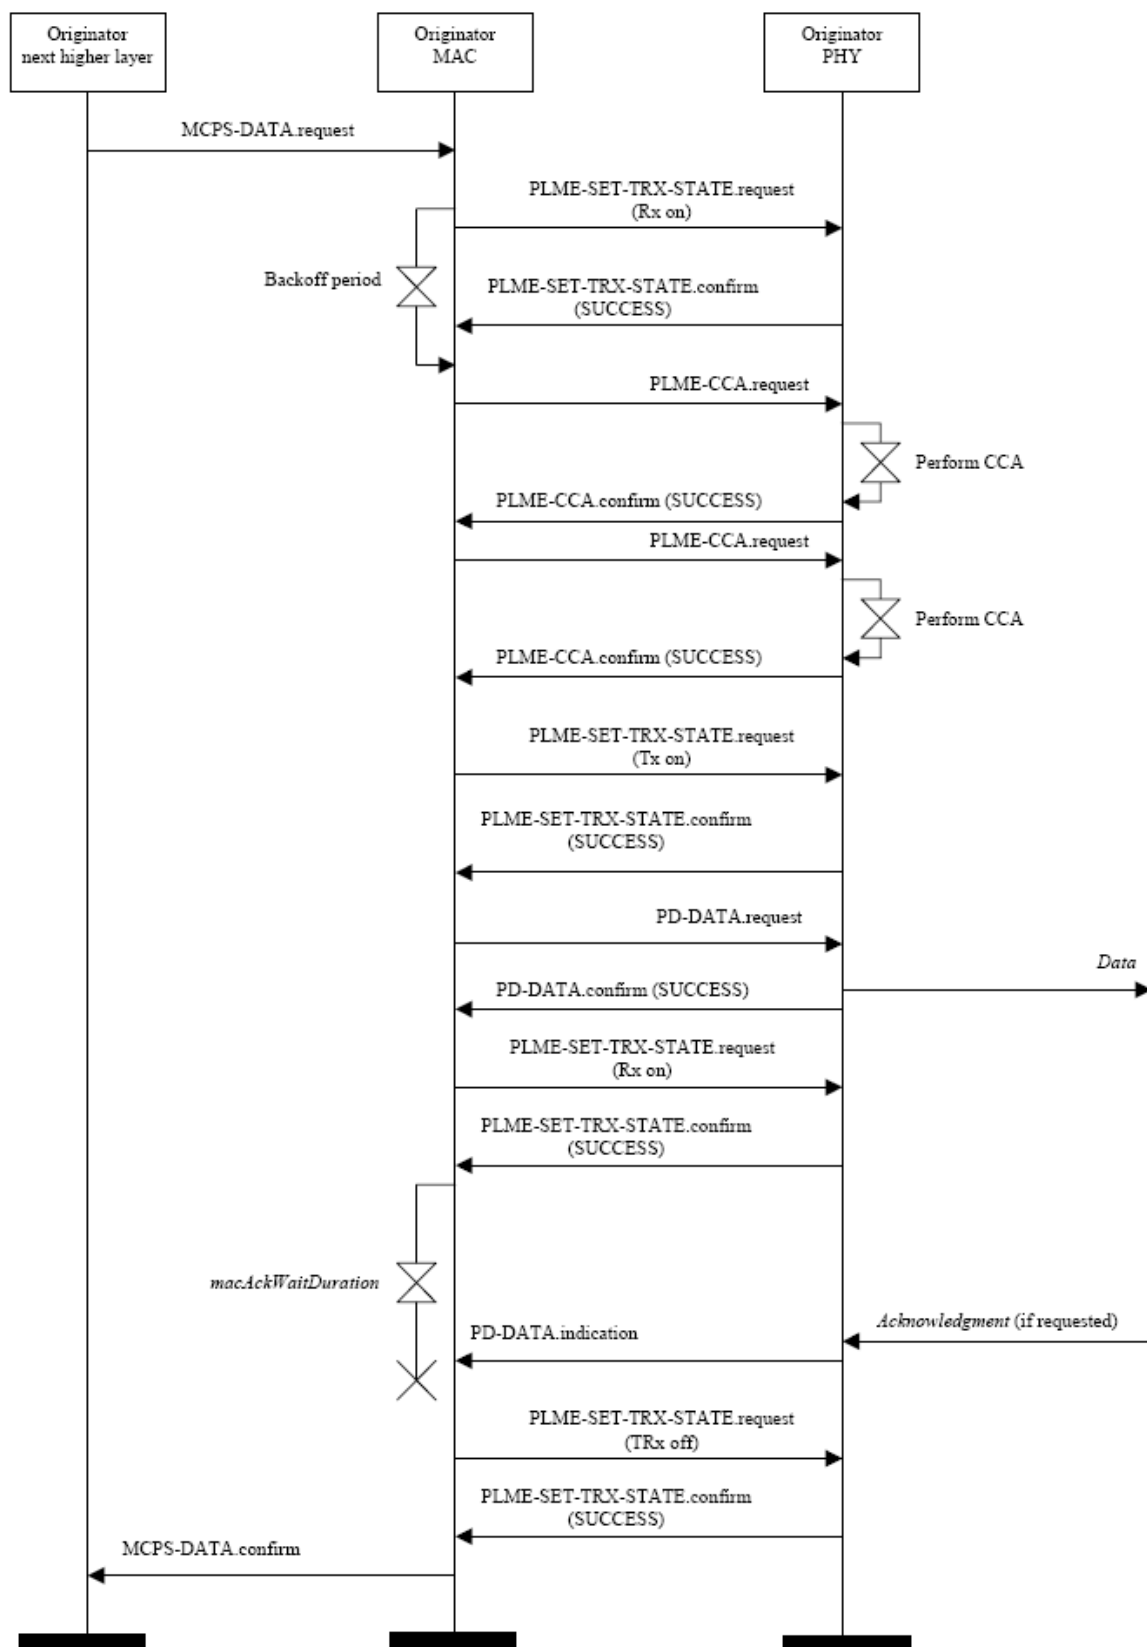 Originator
next higher layer
Originator
MAC
Originator
PHY
MCPS-DATA.request
PLME-SET-TRX-STATE.request
(Rx on)
Backoff period
PLME-SET-TRX-STATE.confirm
(SUCCESS)
PLME-CCA.request
Perform CCA
PLME-CCA.confirm (SUCCESS)
PLME-CCA.request
Perform CCA
PLME-CCA.confirm (SUCCESS)
PLME-SET-TRX-STATE.request
(Tx on)
PLME-SET-TRX-STATE.confirm
(SUCCESS)
PD-DATA.request
Data
PD-DATA.confirm (SUCCESS)
PLME-SET-TRX-STATE.request
(Rx on)
PLME-SET-TRX-STATE.confirm
(SUCCESS)
macAckWaitDuration
Acknowledgment (if requested)
PD-DATA.indication
PLME-SET-TRX-STATE.request
(TRx off)
PLME-SET-TRX-STATE.confirm
(SUCCESS)
MCPS-DATA.confirm